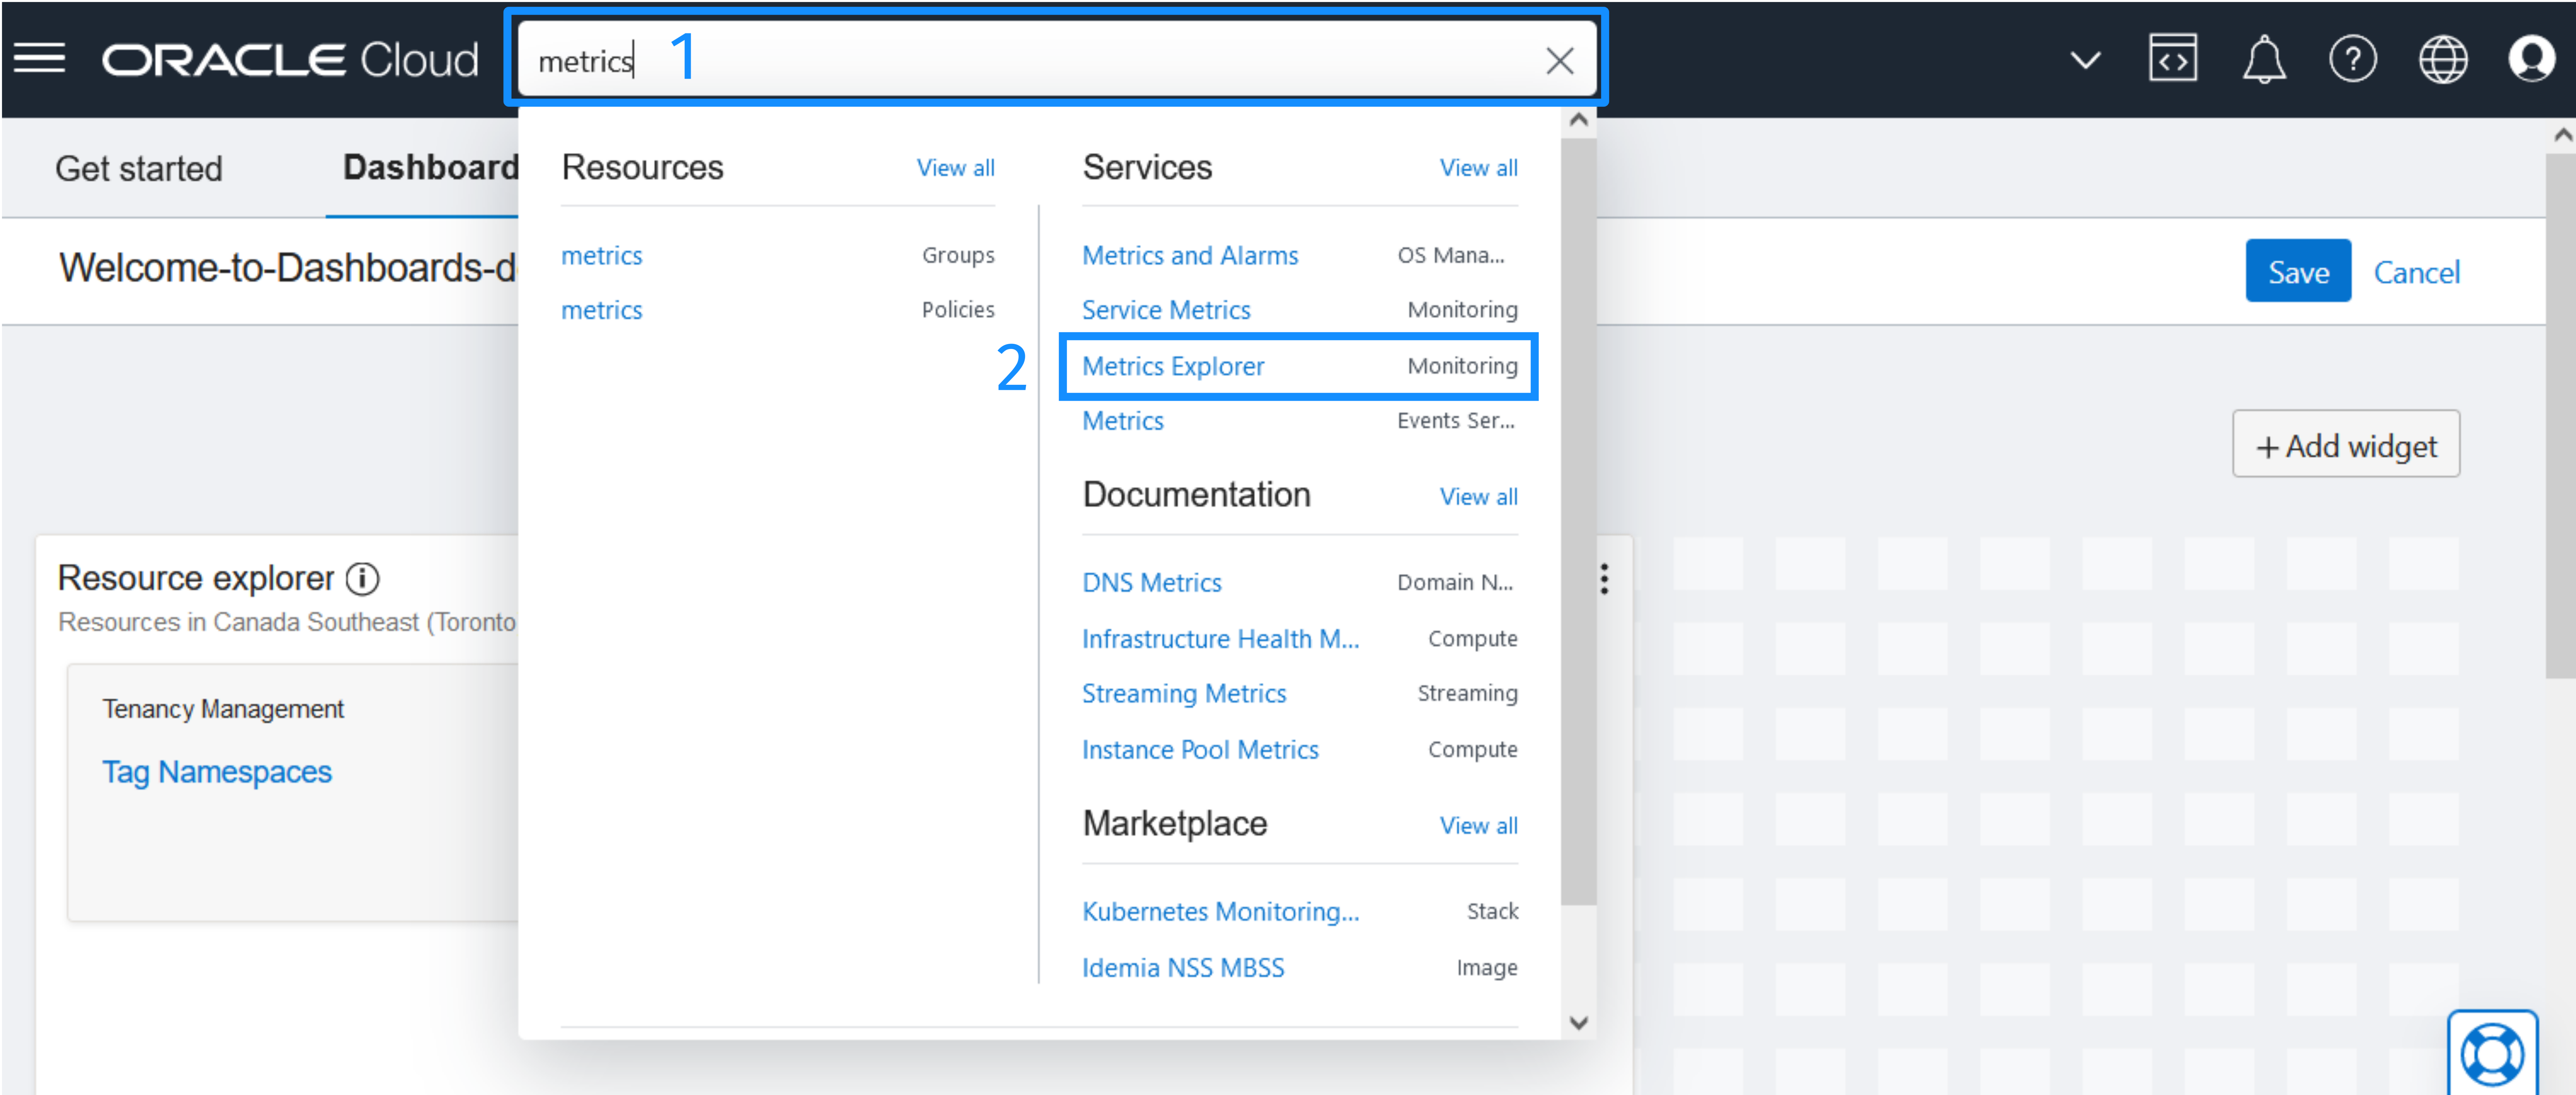 ORACLE Cloud
metrics 1
Get started Dashboard
Welcome-to-Dashboards-d
Save Cancel
+ Add widget
Resource explorer
Resources in Canada Southeast (Toronto
Tenancy Management
Tag Namespaces
Resources View all
metrics Groups
metrics Policies
Services View all
Metrics and Alarms OS Mana...
Service Metrics Monitoring
2 Metrics Explorer Monitoring
Metrics Events Ser...
Documentation View all
DNS Metrics Domain N...
Infrastructure Health M... Compute
Streaming Metrics Streaming
Instance Pool Metrics Compute
Marketplace View all
Kubernetes Monitoring... Stack
Idemia NSS MBSS Image